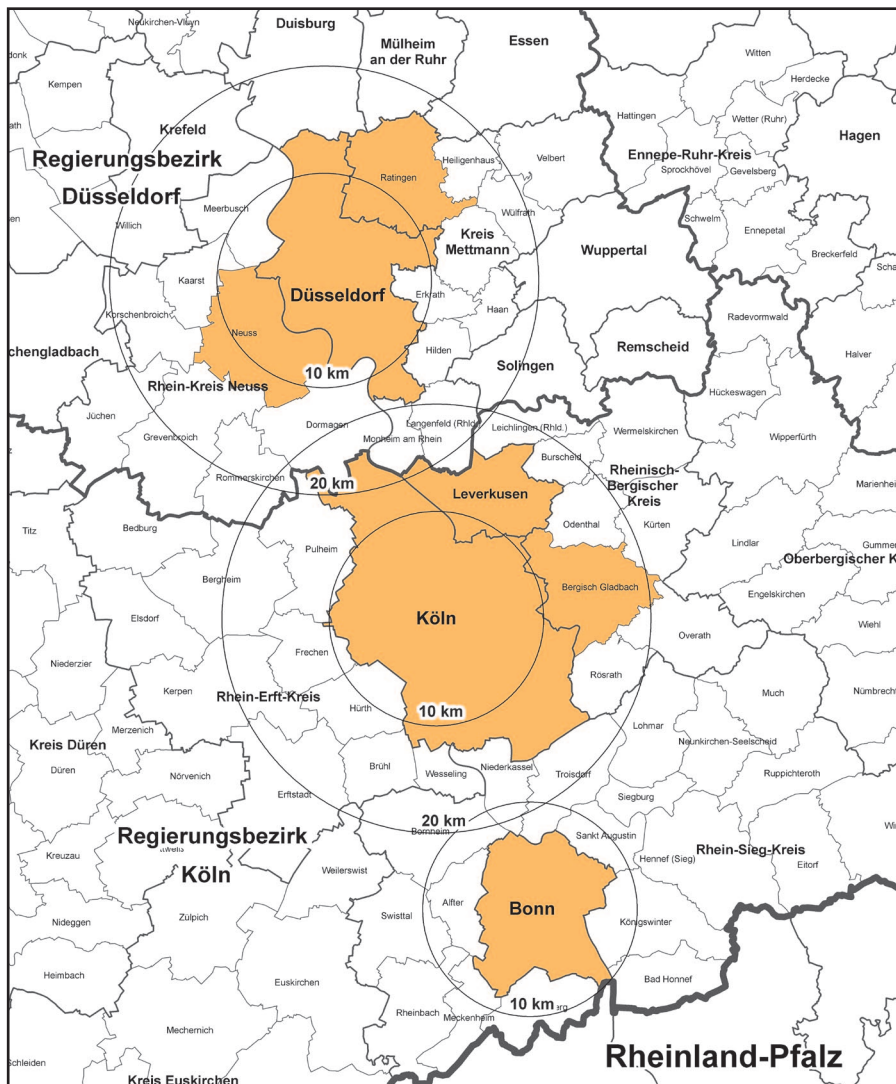 Neukirchen-Vluyn
Duisburg
Mülheim
an der Ruhr
Essen
Witten
Herdecke
Kempen
Krefeld
Hattingen
Wetter (Ruhr)
Hagen
Regierungsbezirk
Düsseldorf
Ratingen
Heiligenhaus
Velbert
Ennepe-Ruhr-Kreis
Sprockhövel
Gevelsberg
Meerbusch
Willich
Wülfrath
Schwelm
Ennepetal
Kreis
Mettmann
Wuppertal
Breckerfeld
Kaarst
Düsseldorf
Erkrath
Haan
Korschenbroich
Radevormwald
Neuss
Hilden
Remscheid
chengladbach
Solingen
Halver
10 km
Rhein-Kreis Neuss
Hückeswagen
Jüchen
Dormagen
Langenfeld (Rhld.)
Leichlingen (Rhld.)
Wermelskirchen
Grevenbroich
Monheim am Rhein
Wipperfürth
Burscheid
Rommerskirchen
20 km
Leverkusen
Rheinisch-
Bergischer
Kreis
Marienhei
Titz
Bedburg
Odenthal
Kürten
Pulheim
Lindlar
Gummer
Oberbergischer K
Bergheim
Bergisch Gladbach
Engelskirchen
Elsdorf
Köln
Wiehl
Overath
Niederzier
Frechen
Rösrath
Kerpen
Rhein-Erft-Kreis
Much
Nümbrecht
Hürth
10 km
Lohmar
Merzenich
Kreis Düren
Neunkirchen-Seelscheid
Düren
Nörvenich
Brühl
Wesseling
Niederkassel
Troisdorf
Ruppichteroth
Erftstadt
Siegburg
20 km
Bornheim
Regierungsbezirk
Köln
Sankt Augustin
Rhein-Sieg-Kreis
Kreuzau
Weilerswist
Hennef (Sieg)
Eitorf
Alfter
Bonn
Zülpich
Swisttal
Königswinter
Nideggen
Heimbach
Euskirchen
Bad Honnef
Rheinbach
10 km
Meckenheim
Mechernich
Schleiden
Rheinland-Pfalz
Kreis Euskirchen